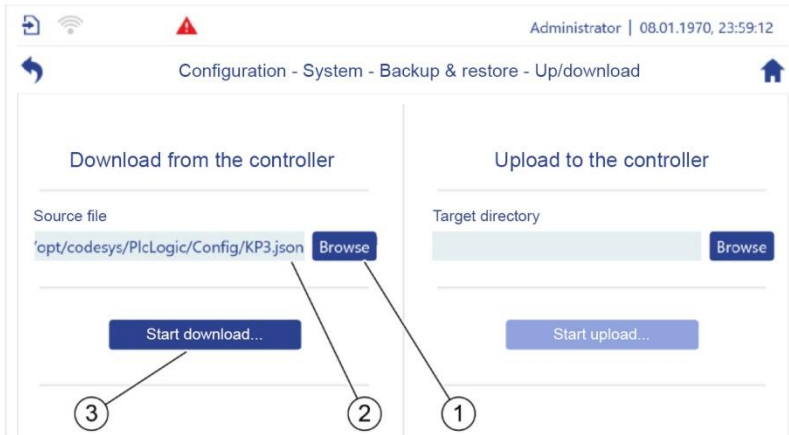 Administrator | 08.01.1970, 23:59:12
Configuration - System - Backup & restore - Up/download
Download from the controller
Source file
'opt/codesys/PlcLogic/Config/KP3.json
Browse
Start download...
3
2
1
Upload to the controller
Target directory
Browse
Start upload...